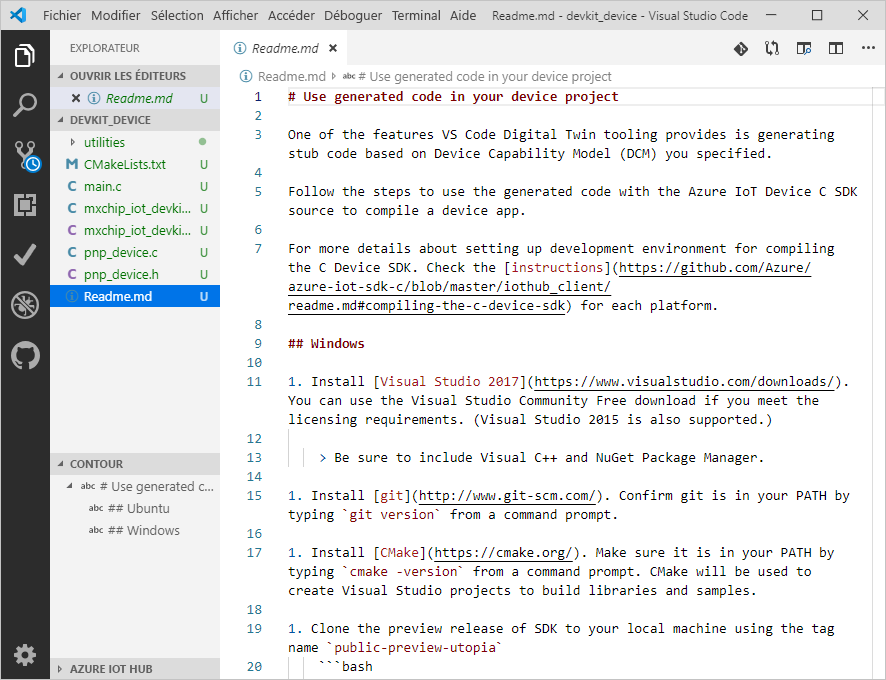 Fichier Modifier Sélection Afficher Accéder Déboguer Terminal Aide Readme.md - devkit_device - Visual Studio Code
EXPLORATEUR
OUVRIR LES ÉDITEURS
Readme.md U
DEVKIT_DEVICE
utilities
M CMakeLists.txt U
C main.c U
C mxchip_iot_devki... U
C mxchip_iot_devki... U
C pnp_device.c U
C pnp_device.h U
Readme.md U
CONTOUR
abc # Use generated c...
abc ## Ubuntu
abc ## Windows
AZURE IOT HUB
Readme.md
Readme.md abc # Use generated code in your device project
1 # Use generated code in your device project
2
3 One of the features VS Code Digital Twin tooling provides is generating
stub code based on Device Capability Model (DCM) you specified.
4
5 Follow the steps to use the generated code with the Azure IoT Device C SDK
source to compile a device app.
6
7 For more details about setting up development environment for compiling
the C Device SDK. Check the [instructions](https://github.com/Azure/
azure-iot-sdk-c/blob/master/iothub_client/
readme.md#compiling-the-c-device-sdk) for each platform.
8
9 ## Windows
10
11 1. Install [Visual Studio 2017](https://www.visualstudio.com/downloads/).
You can use the Visual Studio Community Free download if you meet the
licensing requirements. (Visual Studio 2015 is also supported.)
12
13 > Be sure to include Visual C++ and NuGet Package Manager.
14
15 1. Install [git](http://www.git-scm.com/). Confirm git is in your PATH by
typing `git version` from a command prompt.
16
17 1. Install [CMake](https://cmake.org/). Make sure it is in your PATH by
typing `cmake -version` from a command prompt. CMake will be used to
create Visual Studio projects to build libraries and samples.
18
19 1. Clone the preview release of SDK to your local machine using the tag
name `public-preview-utopia`
20 ```bash